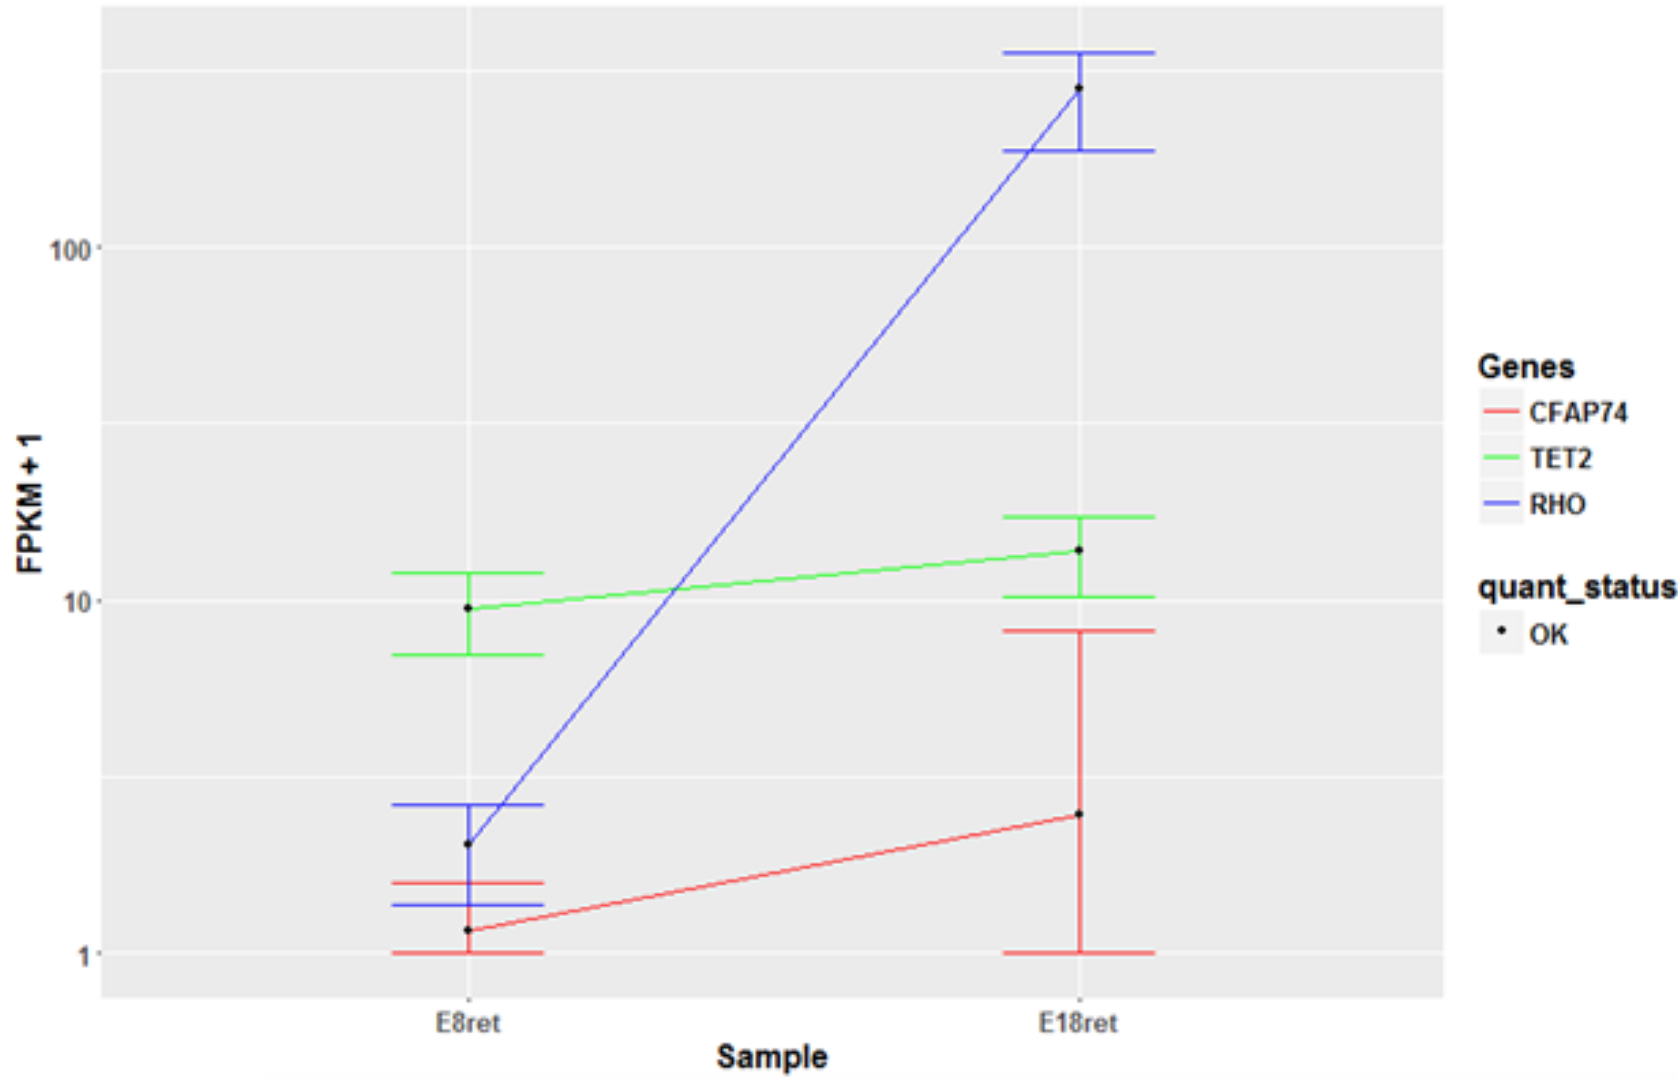 FPKM + 1
100
10
1
E8ret
E18ret
Sample
Genes
CFAP74
TET2
RHO
quant_status
OK